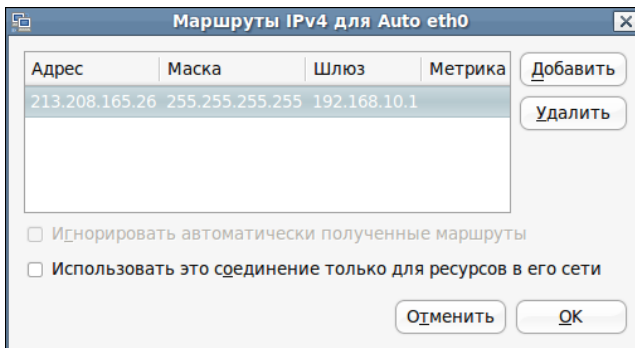 Маршруты IPv4 для Auto eth0
Адрес Маска Шлюз Метрика
Добавить
213.208.165.26 255.255.255.255 192.168.10.1
Удалить
Игнорировать автоматически полученные маршруты
Использовать это соединение только для ресурсов в его сети
Отменить OK